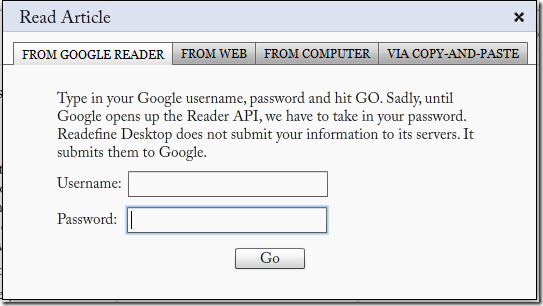 Read Article
FROM GOOGLE READER FROM WEB FROM COMPUTER VIA COPY-AND-PASTE
Type in your Google username, password and hit GO. Sadly, until
Google opens up the Reader API, we have to take in your password.
Readefine Desktop does not submit your information to its servers. It
submits them to Google.
Username:
Password:
Go